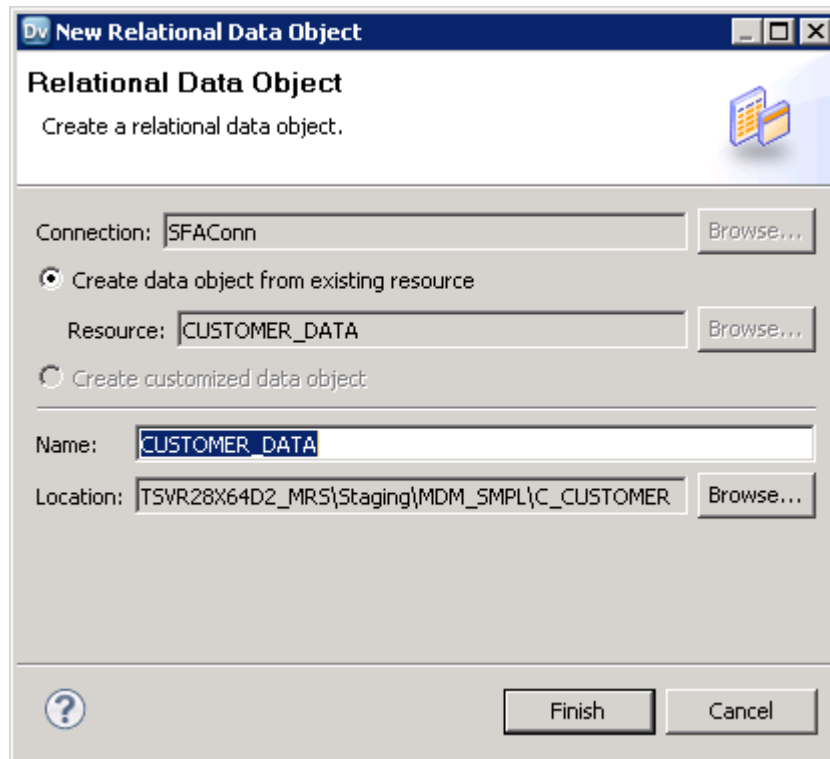 Dv New Relational Data Object
Relational Data Object
Create a relational data object.
Connection: SFAConn Browse...
Create data object from existing resource
Resource: CUSTOMER_DATA Browse...
Create customized data object
Name: CUSTOMER_DATA
Location: TSVR28X64D2_MRS\Staging\MDM_SMPL\C_CUSTOMER Browse...
? Finish Cancel